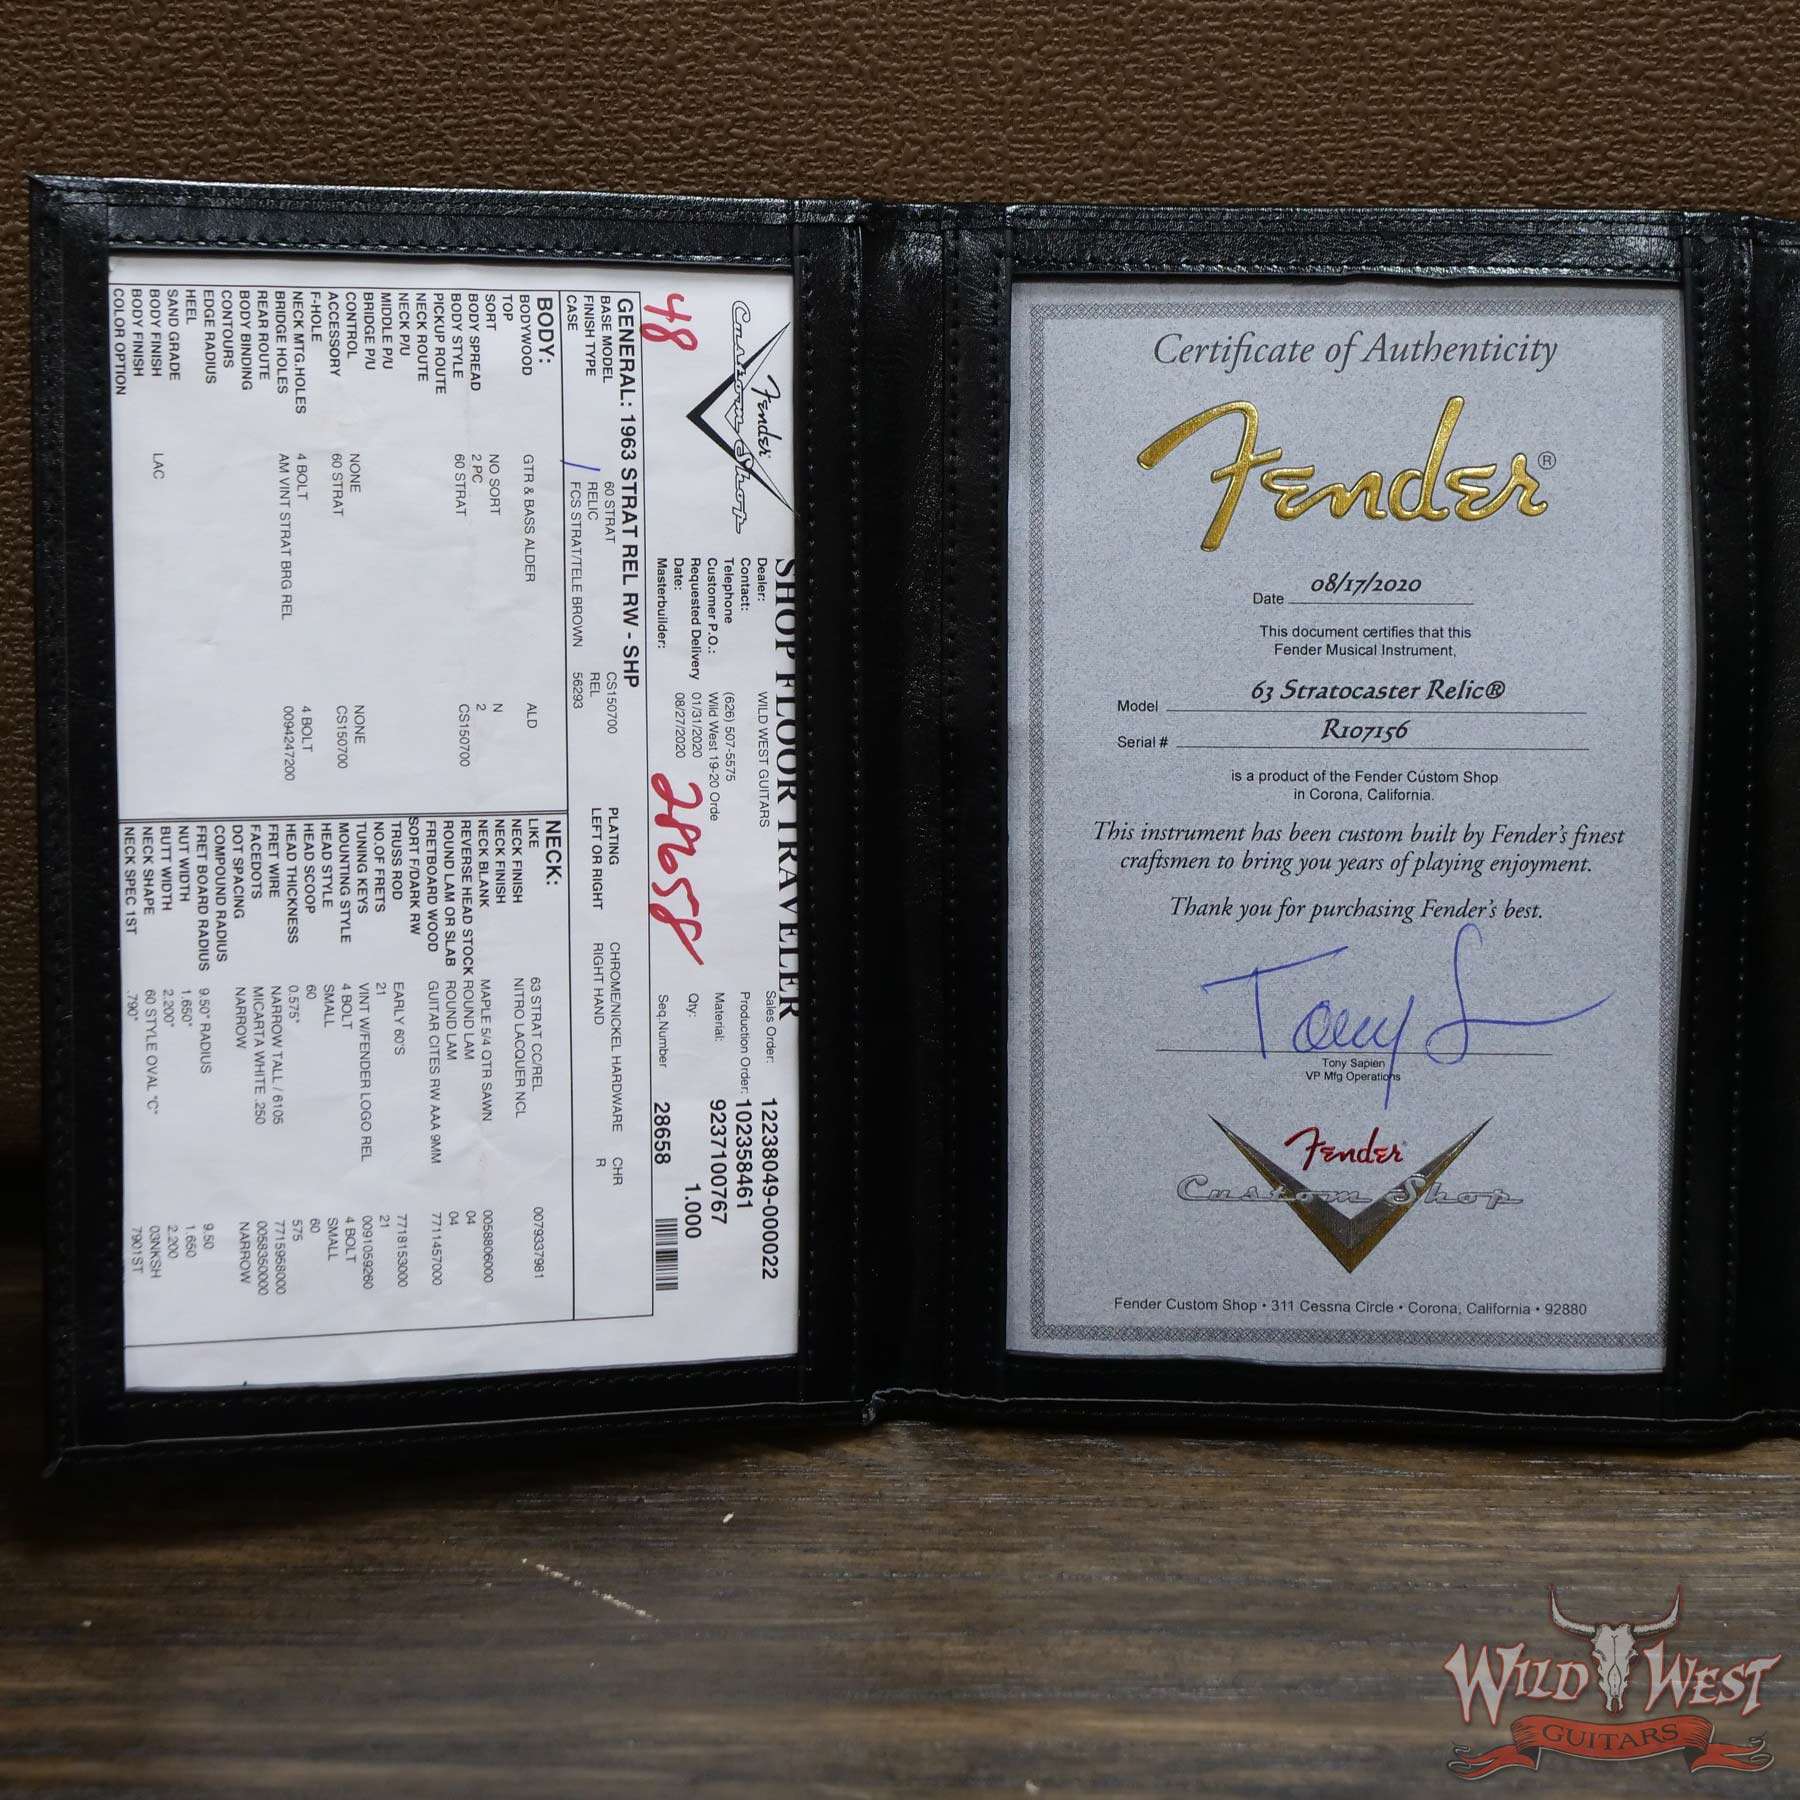 Fender
Custom Shop
48
SHOP FLOOR TRAVELER
Dealer: WILD WEST GUITARS
Contact:
Telephone (626) 507-5575
Customer P.O.: Wild West 19-20 Orde
Requested Delivery 01/31/2020
Date: 08/27/2020
Masterbuilder:
28658
Sales Order: 12238049-000022
Production Order: 102358461
Material: 9237100767
Qty: 1.000
Seq.Number 28658
GENERAL: 1963 STRAT REL RW - SHP
BASE MODEL 60 STRAT CS150700 PLATING CHROME/NICKEL HARDWARE CHR
FINISH TYPE RELIC REL LEFT OR RIGHT RIGHT HAND R
CASE FCS STRAT/TELE BROWN 56293
BODY:
BODYWOOD GTR & BASS ALDER ALD
TOP
SORT NO SORT N
BODY SPREAD 2 PC 2
BODY STYLE 60 STRAT CS150700
PICKUP ROUTE
NECK ROUTE
NECK P/U
MIDDLE P/U
BRIDGE P/U
CONTROL NONE NONE
ACCESSORY 60 STRAT CS150700
F-HOLE
NECK MTG.HOLES 4 BOLT 4 BOLT
BRIDGE HOLES AM VINT STRAT BRG REL 0094247200
REAR ROUTE
BODY BINDING
CONTOURS
EDGE RADIUS
HEEL
SAND GRADE
BODY FINISH LAC
BODY FINISH
COLOR OPTION
NECK:
LIKE 63 STRAT CC/REL 0079337981
NECK FINISH NITRO LACQUER NCL
NECK FINISH
NECK BLANK MAPLE 5/4 QTR SAWN 0058806000
REVERSE HEAD STOCK ROUND LAM 04
ROUND LAM OR SLAB ROUND LAM 04
FRETBOARD WOOD GUITAR CITES RW AAA 9MM 7711457000
SORT F/DARK RW
TRUSS ROD EARLY 60'S 7718153000
NO.OF FRETS 21 21
TUNING KEYS VINT W/FENDER LOGO REL 0091059260
MOUNTING STYLE 4 BOLT 4 BOLT
HEAD STYLE SMALL SMALL
HEAD SCOOP 60 60
HEAD THICKNESS 0.575" 575
FRET WIRE NARROW TALL / 6105 7715968000
FACEDOTS MICARTA WHITE .250 0058350000
DOT SPACING NARROW NARROW
COMPOUND RADIUS
FRET BOARD RADIUS 9.50" RADIUS 9.50
NUT WIDTH 1.650" 1.650
BUTT WIDTH 2.200" 2.200
NECK SHAPE 60 STYLE OVAL "C" 03NKSH
NECK SPEC 1ST .790" 7901ST
Certificate of Authenticity
Fender®
Date 08/17/2020
This document certifies that this
Fender Musical Instrument,
Model 63 Stratocaster Relic®
Serial # R107156
is a product of the Fender Custom Shop
in Corona, California.
This instrument has been custom built by Fender's finest
craftsmen to bring you years of playing enjoyment.
Thank you for purchasing Fender's best.
Tony S
Tony Sapien
VP Mfg Operations
Fender
Custom Shop
Fender Custom Shop • 311 Cessna Circle • Corona, California • 92880
WILD WEST
GUITARS